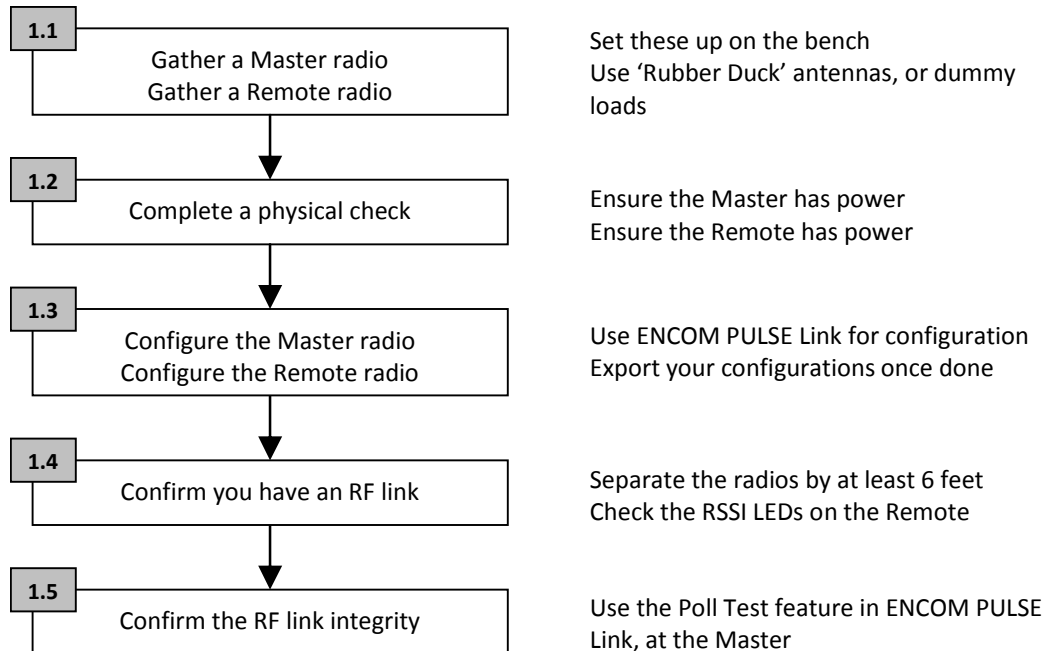 1.1
Gather a Master radio
Gather a Remote radio
Set these up on the bench
Use ‘Rubber Duck’ antennas, or dummy
loads
1.2
Complete a physical check
Ensure the Master has power
Ensure the Remote has power
1.3
Configure the Master radio
Configure the Remote radio
Use ENCOM PULSE Link for configuration
Export your configurations once done
1.4
Confirm you have an RF link
Separate the radios by at least 6 feet
Check the RSSI LEDs on the Remote
1.5
Confirm the RF link integrity
Use the Poll Test feature in ENCOM PULSE
Link, at the Master